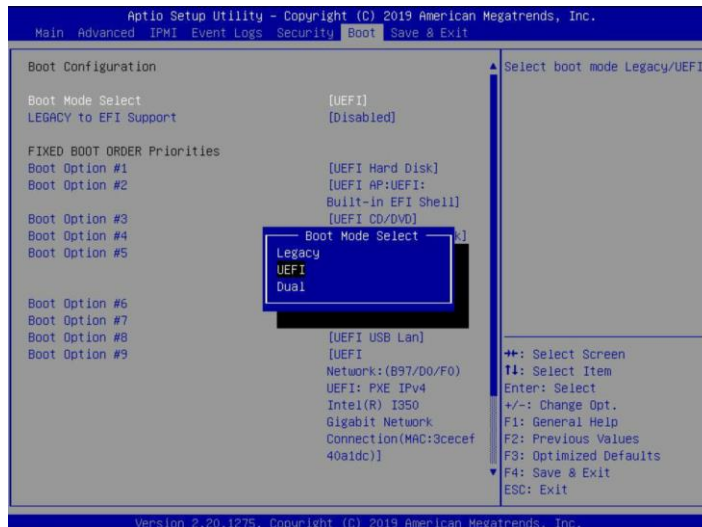 Aptio Setup Utility – Copyright (C) 2019 American Megatrends, Inc.
Main Advanced IPMI Event Logs Security Boot Save & Exit
Boot Configuration
Boot Mode Select [UEFI]
LEGACY to EFI Support [Disabled]
FIXED BOOT ORDER Priorities
Boot Option #1 [UEFI Hard Disk]
Boot Option #2 [UEFI AP:UEFI:
Built-in EFI Shell]
Boot Option #3 [UEFI CD/DVD]
Boot Option #4 k]
Boot Option #5
Boot Option #6
Boot Option #7
Boot Option #8 [UEFI USB Lan]
Boot Option #9 [UEFI
Network:(B97/D0/F0)
UEFI: PXE IPv4
Intel(R) I350
Gigabit Network
Connection(MAC:3cecef
40a1dc)]
Boot Mode Select
Legacy
UEFI
Dual
Select boot mode Legacy/UEFI
→←: Select Screen
↑↓: Select Item
Enter: Select
+/-: Change Opt.
F1: General Help
F2: Previous Values
F3: Optimized Defaults
F4: Save & Exit
ESC: Exit
Version 2.20.1275. Copyright (C) 2019 American Megatrends, Inc.